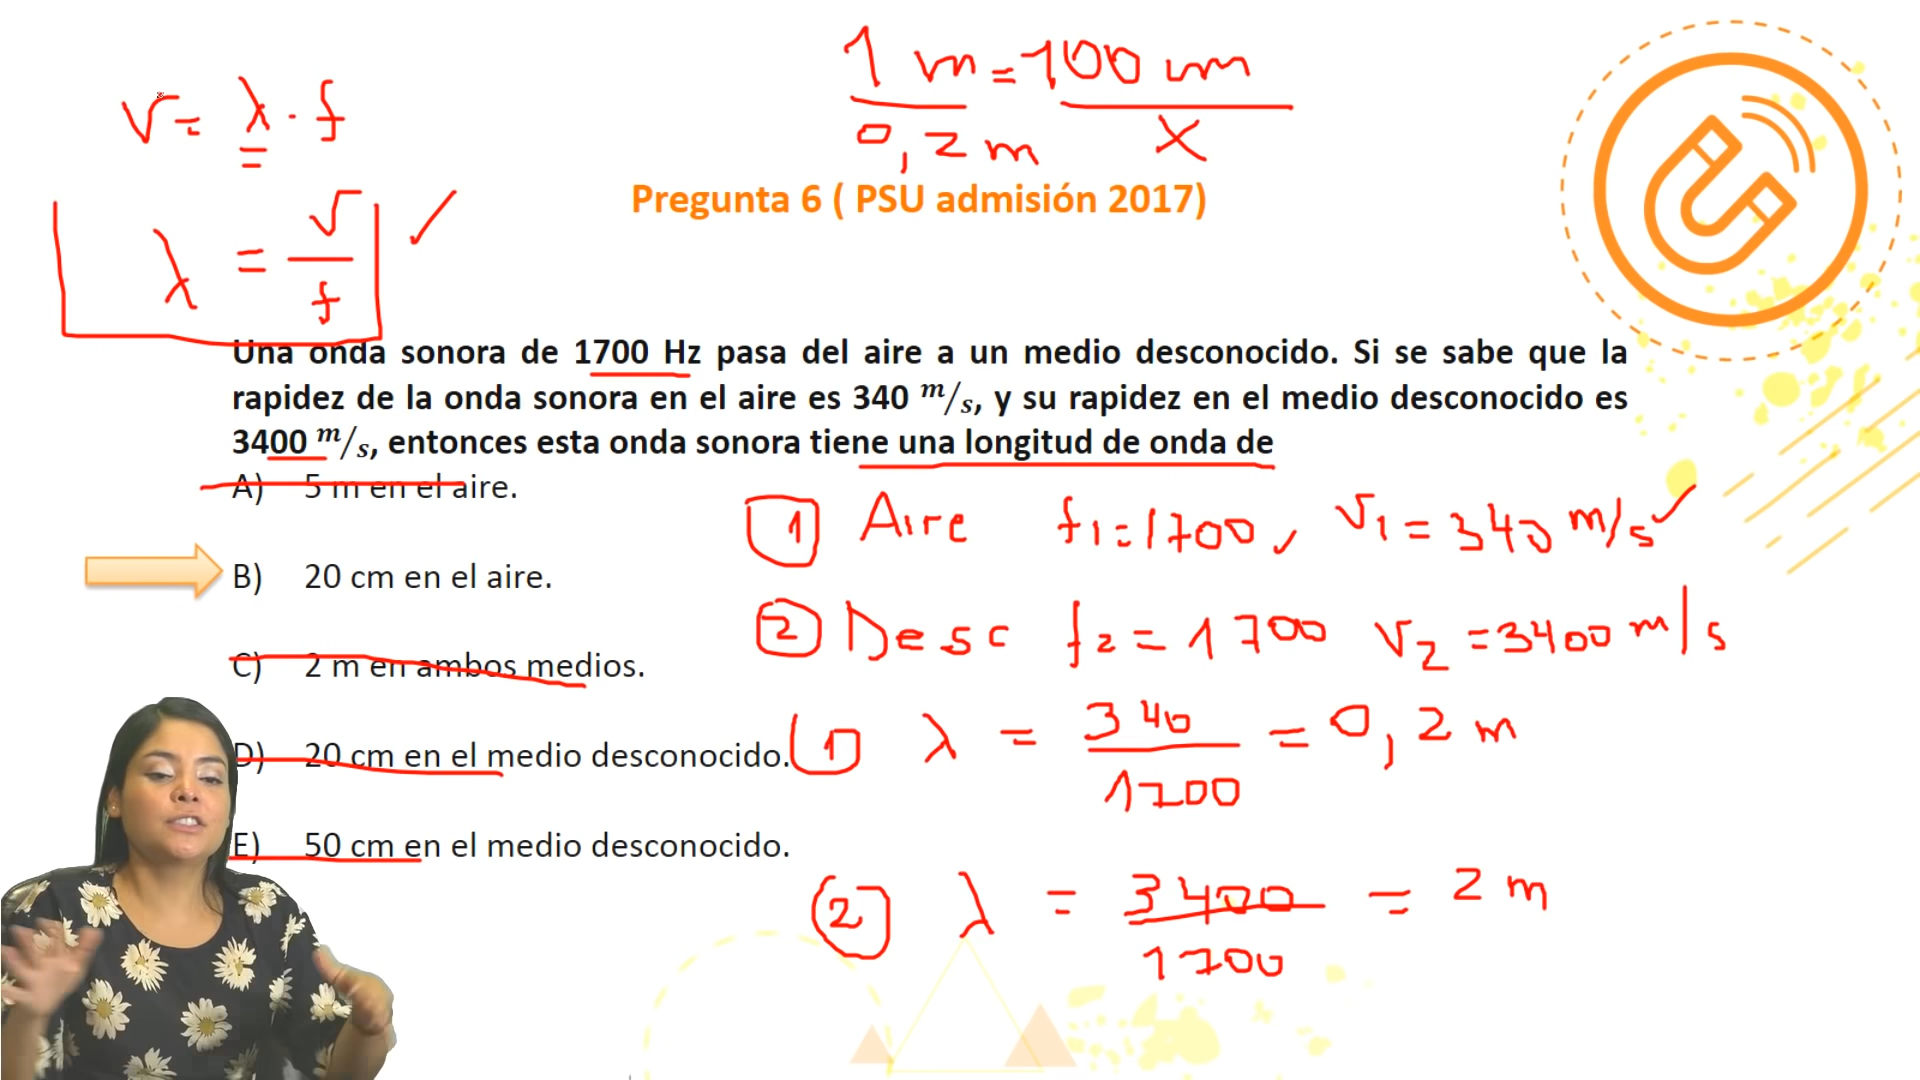 v = λ · f
λ = v / f ✓
1 m = 100 cm
0,2 m X
Pregunta 6 ( PSU admisión 2017)
Una onda sonora de 1700 Hz pasa del aire a un medio desconocido. Si se sabe que la
rapidez de la onda sonora en el aire es 340 m/s, y su rapidez en el medio desconocido es
3400 m/s, entonces esta onda sonora tiene una longitud de onda de
A) 5 m en el aire.
B) 20 cm en el aire.
C) 2 m en ambos medios.
D) 20 cm en el medio desconocido.
E) 50 cm en el medio desconocido.
1 Aire f1 = 1700 ✓ v1 = 340 m/s ✓
2 Desc f2 = 1700 v2 = 3400 m/s
1 λ = 340 / 1700 = 0,2 m
2 λ = 3400 / 1700 = 2 m